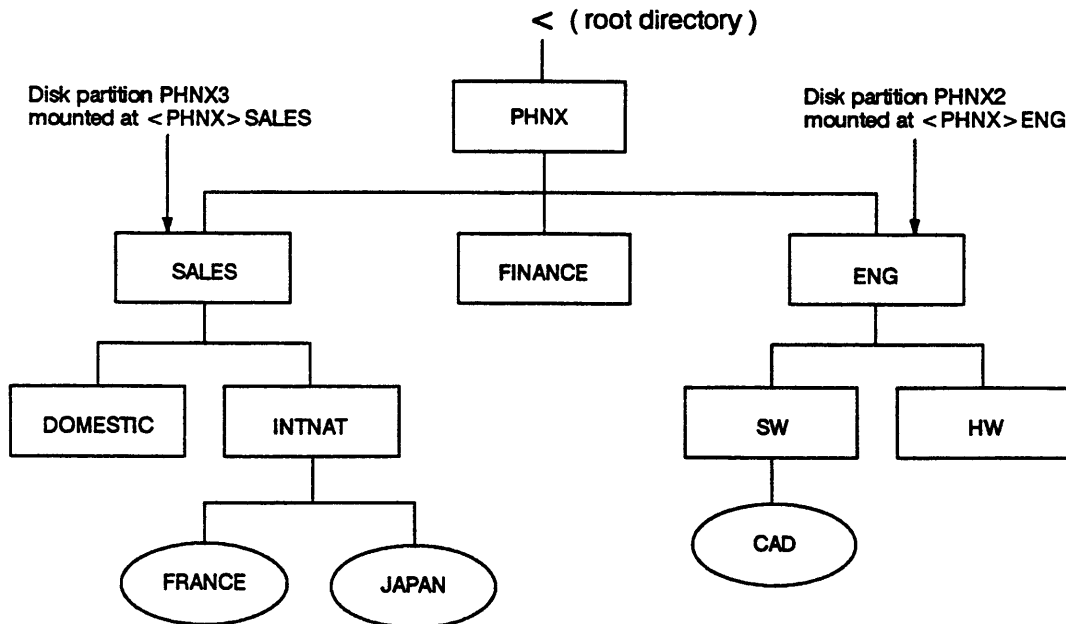 < ( root directory )
Disk partition PHNX3
mounted at <PHNX> SALES
PHNX
Disk partition PHNX2
mounted at <PHNX> ENG
SALES
FINANCE
ENG
DOMESTIC
INTNAT
SW
HW
FRANCE
JAPAN
CAD